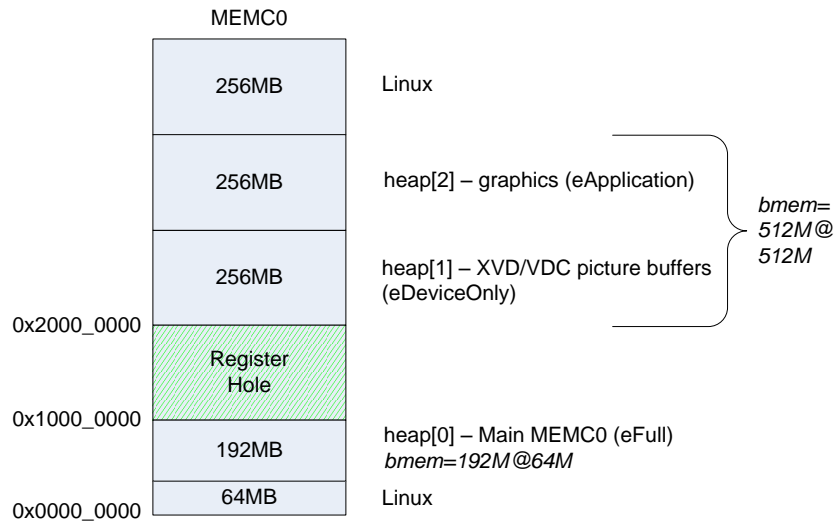 MEMC0
256MB
Linux
256MB
heap[2] – graphics (eApplication)
bmem=
512M@
512M
256MB
heap[1] – XVD/VDC picture buffers
(eDeviceOnly)
0x2000_0000
Register
Hole
0x1000_0000
192MB
heap[0] – Main MEMC0 (eFull)
bmem=192M@64M
64MB
Linux
0x0000_0000